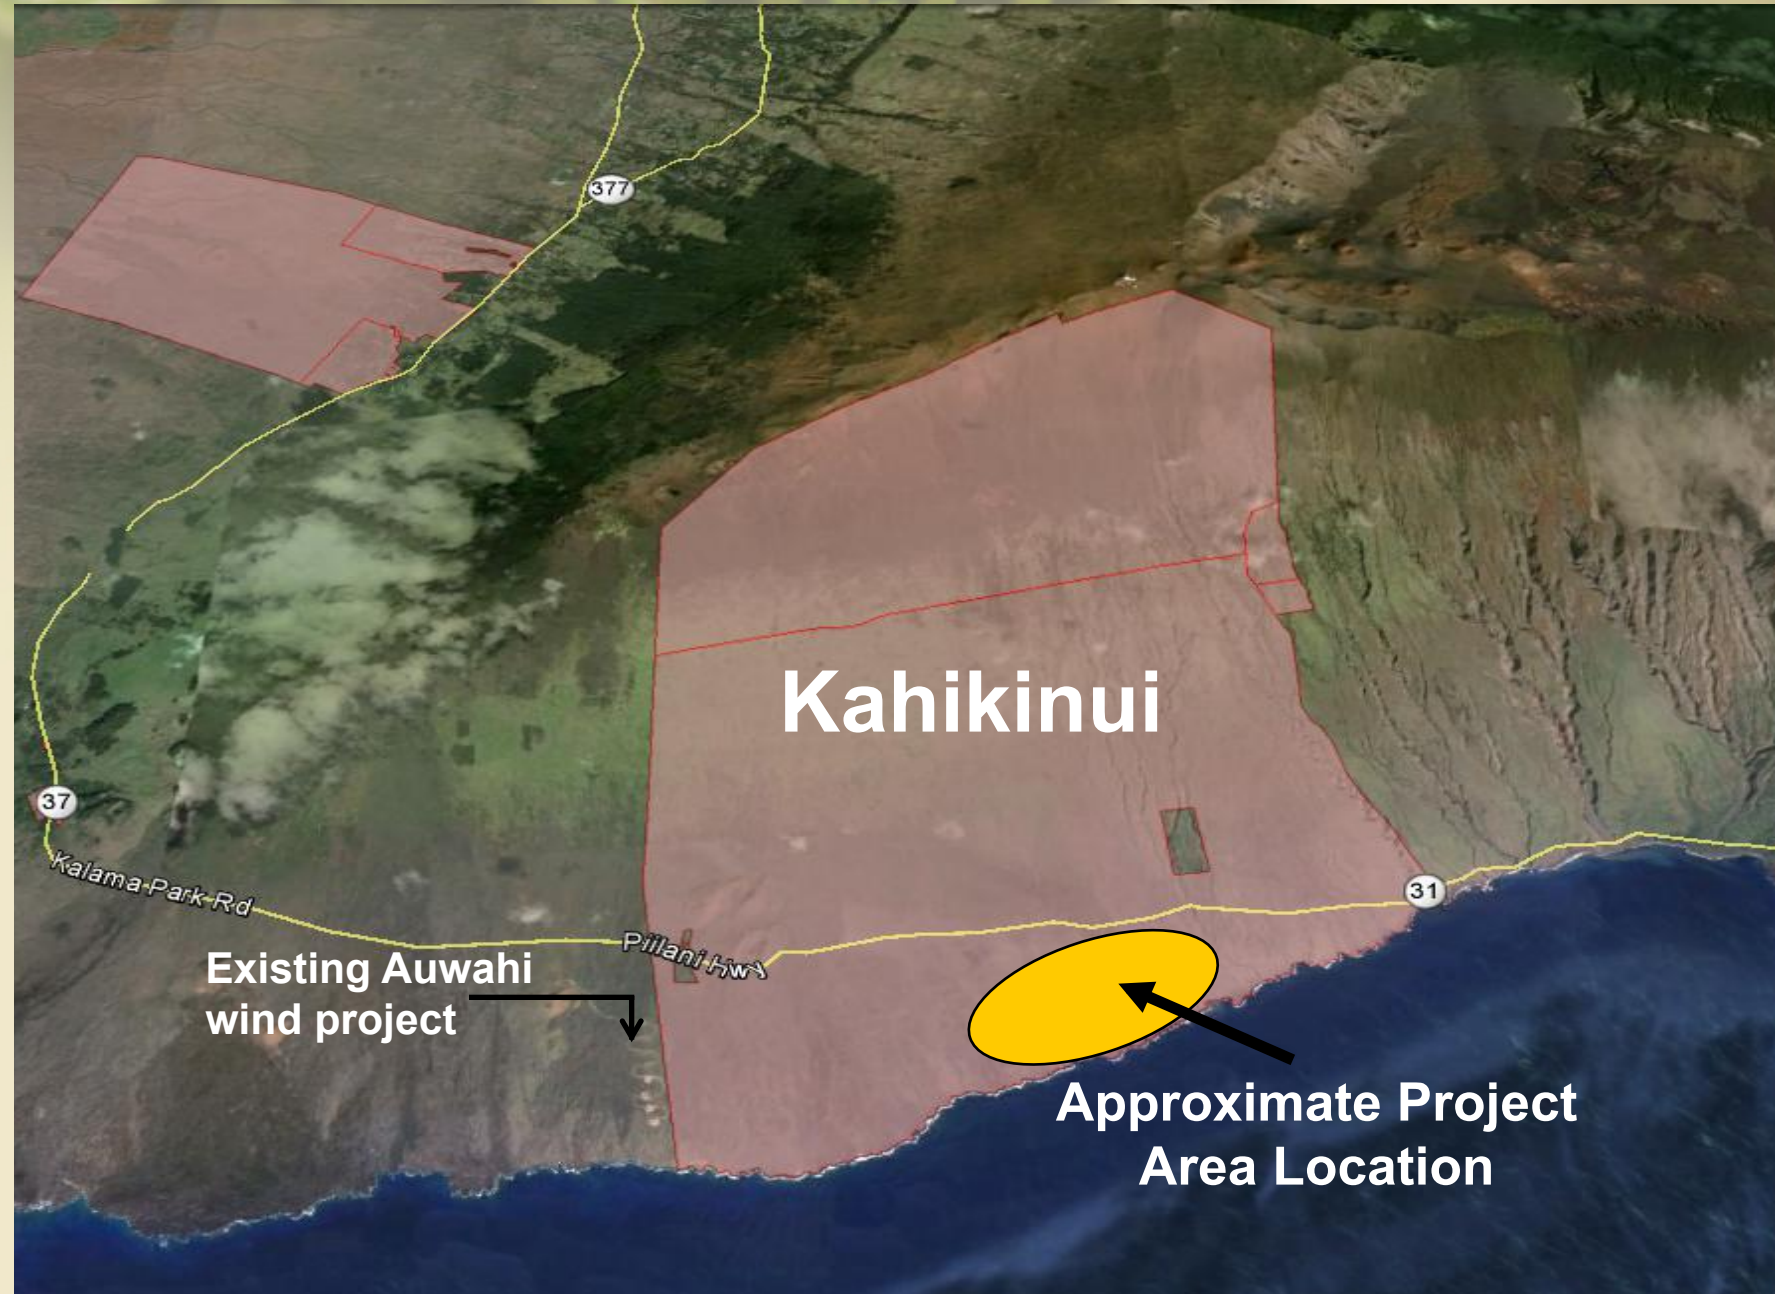 377
Kahikinui
37
Kalama Park Rd
31
Piilani Hwy
Existing Auwahi
wind project
Approximate Project
Area Location